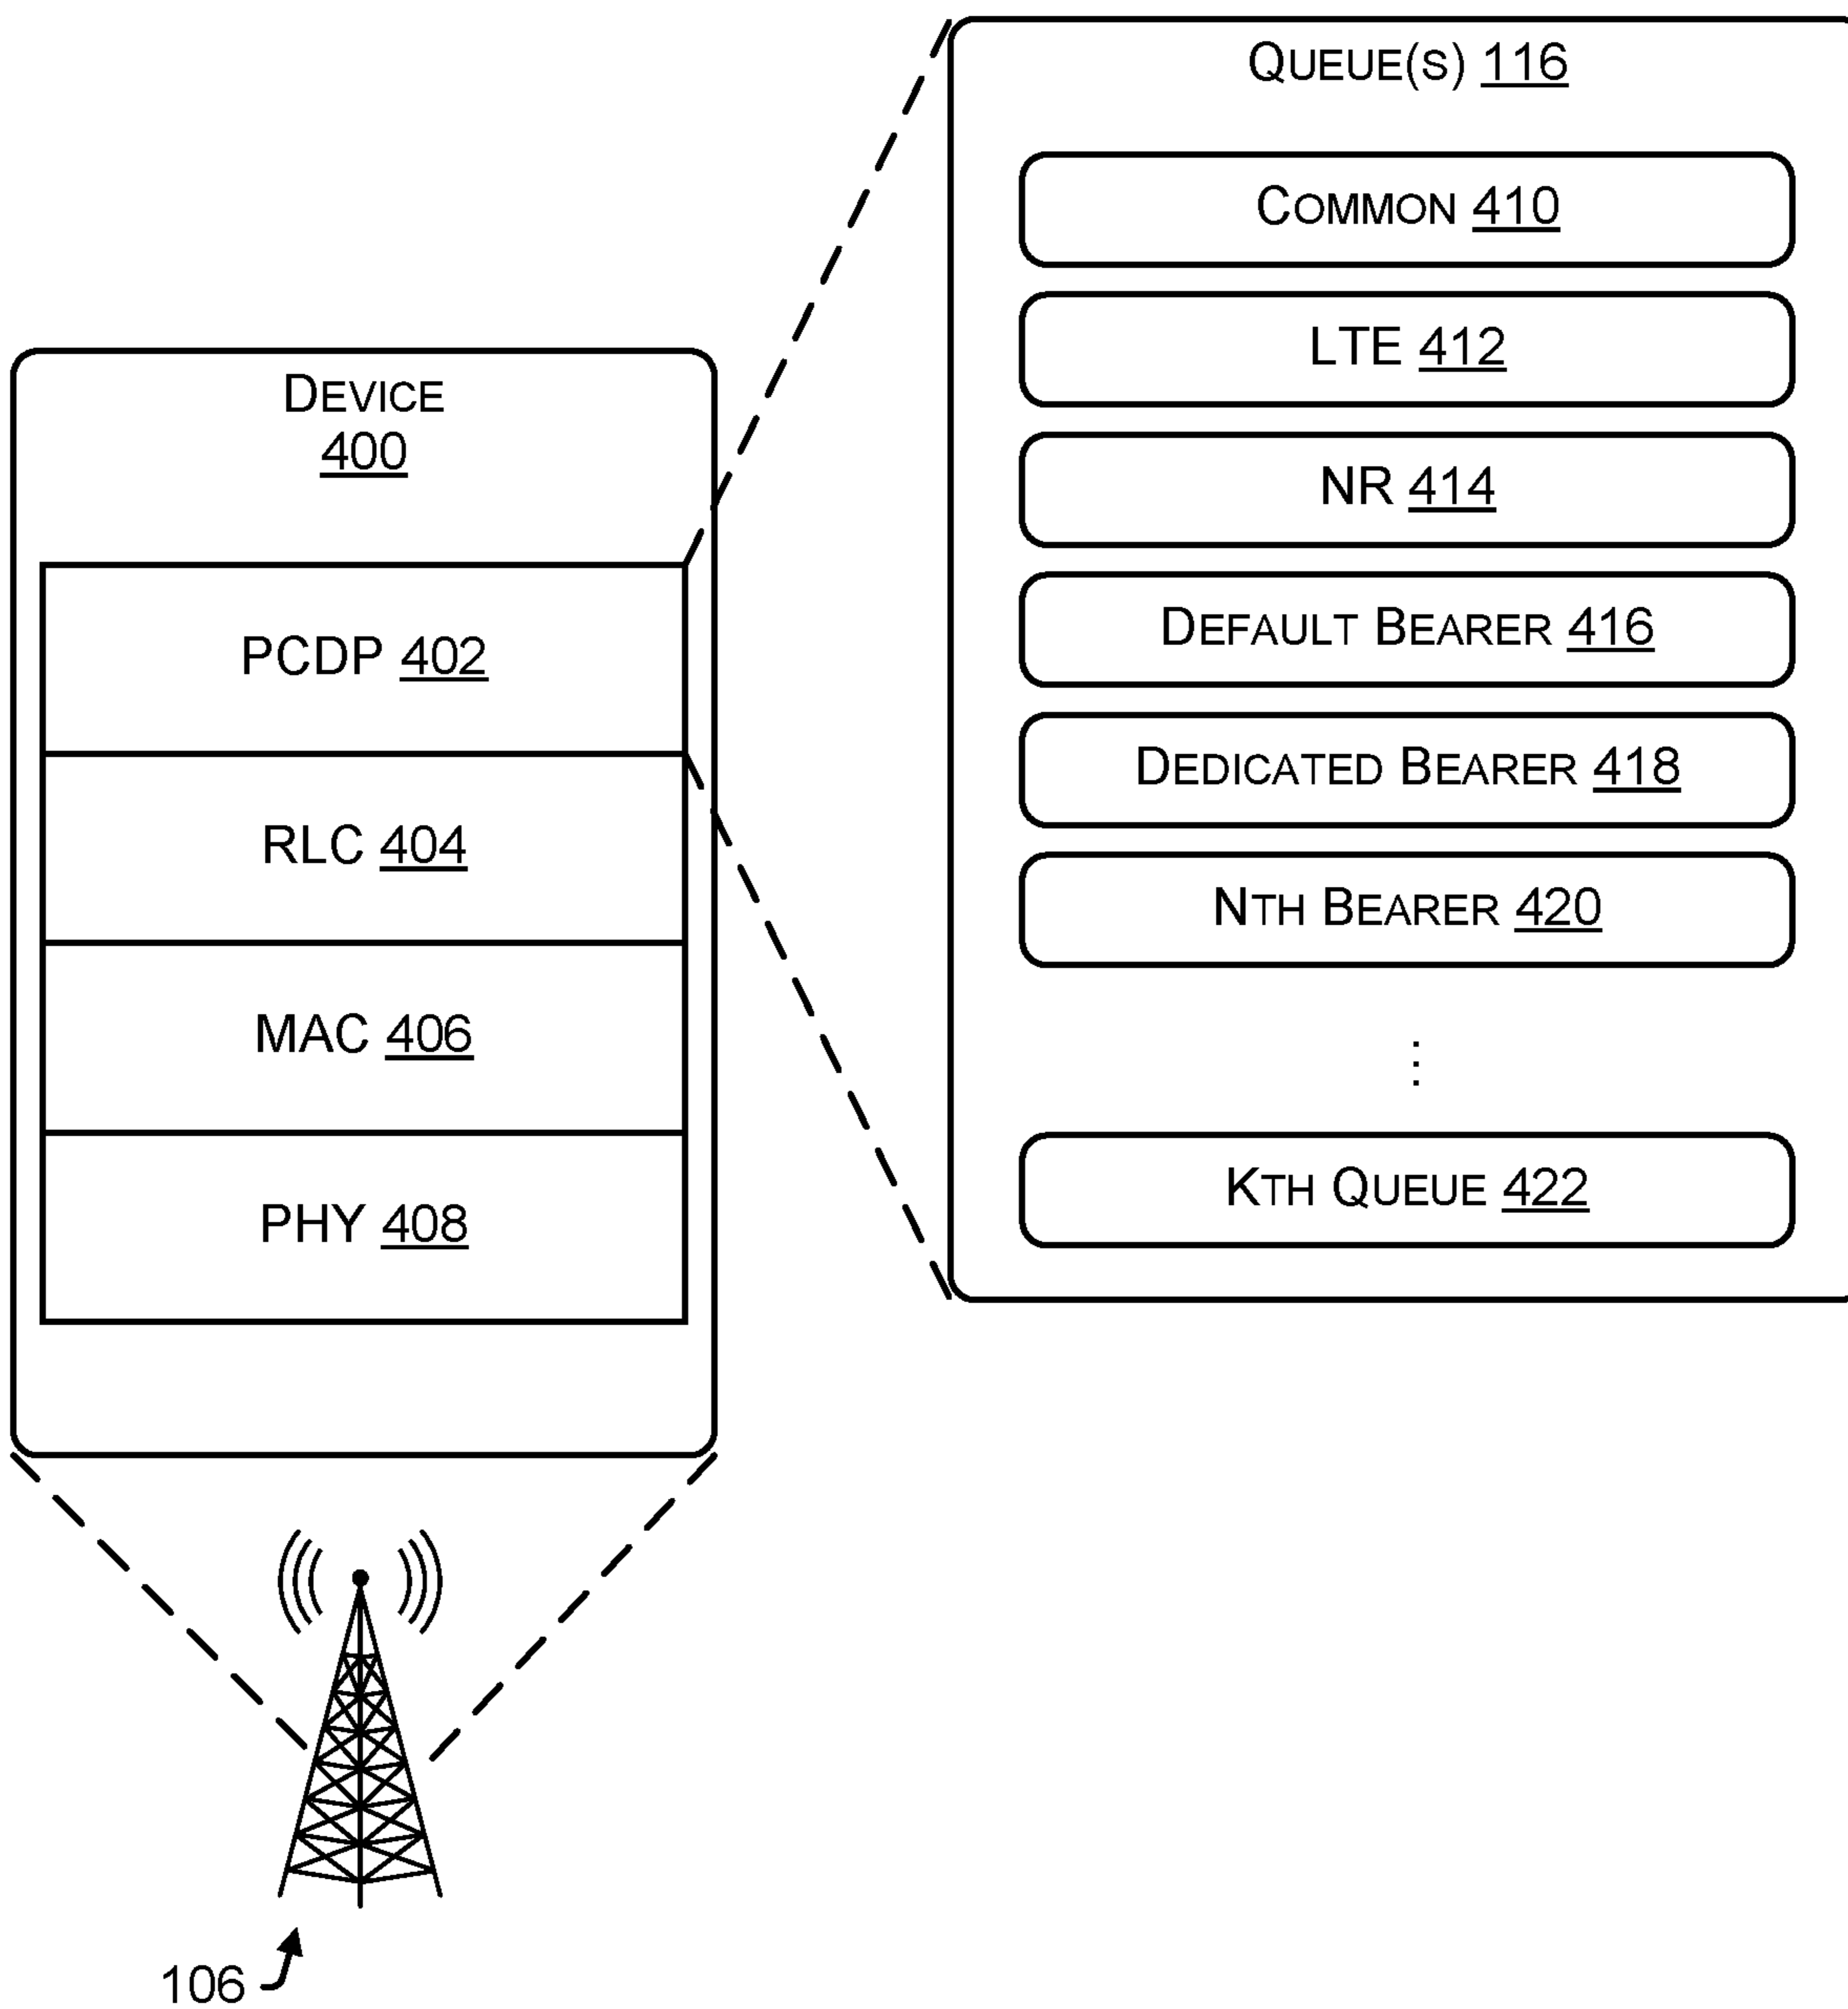 DEVICE
400
PCDP 402
RLC 404
MAC 406
PHY 408
106
QUEUE(S) 116
COMMON 410
LTE 412
NR 414
DEFAULT BEARER 416
DEDICATED BEARER 418
NTH BEARER 420
⋮
KTH QUEUE 422